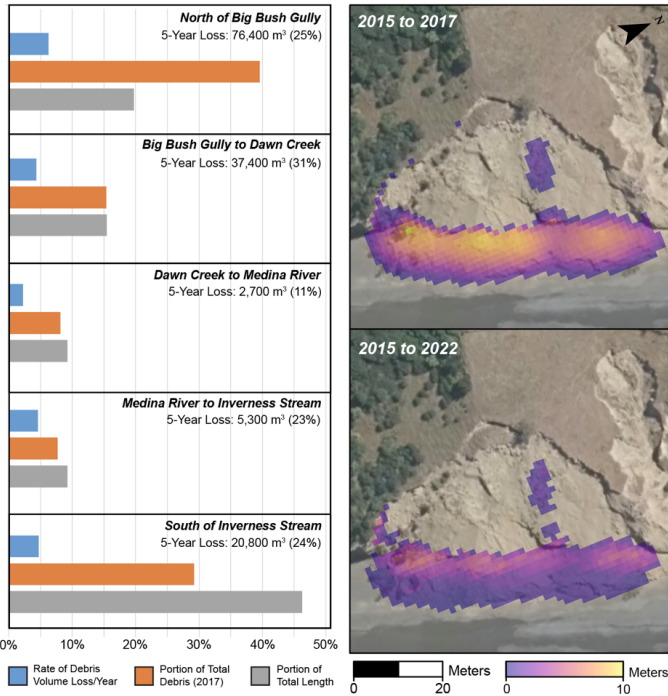 North of Big Bush Gully
5-Year Loss: 76,400 m³ (25%)
Big Bush Gully to Dawn Creek
5-Year Loss: 37,400 m³ (31%)
Dawn Creek to Medina River
5-Year Loss: 2,700 m³ (11%)
Medina River to Inverness Stream
5-Year Loss: 5,300 m³ (23%)
South of Inverness Stream
5-Year Loss: 20,800 m³ (24%)
0% 10% 20% 30% 40% 50%
Rate of Debris
Volume Loss/Year
Portion of Total
Debris (2017)
Portion of
Total Length
2015 to 2017
N
2015 to 2022
Meters
0 20
Meters
0 10